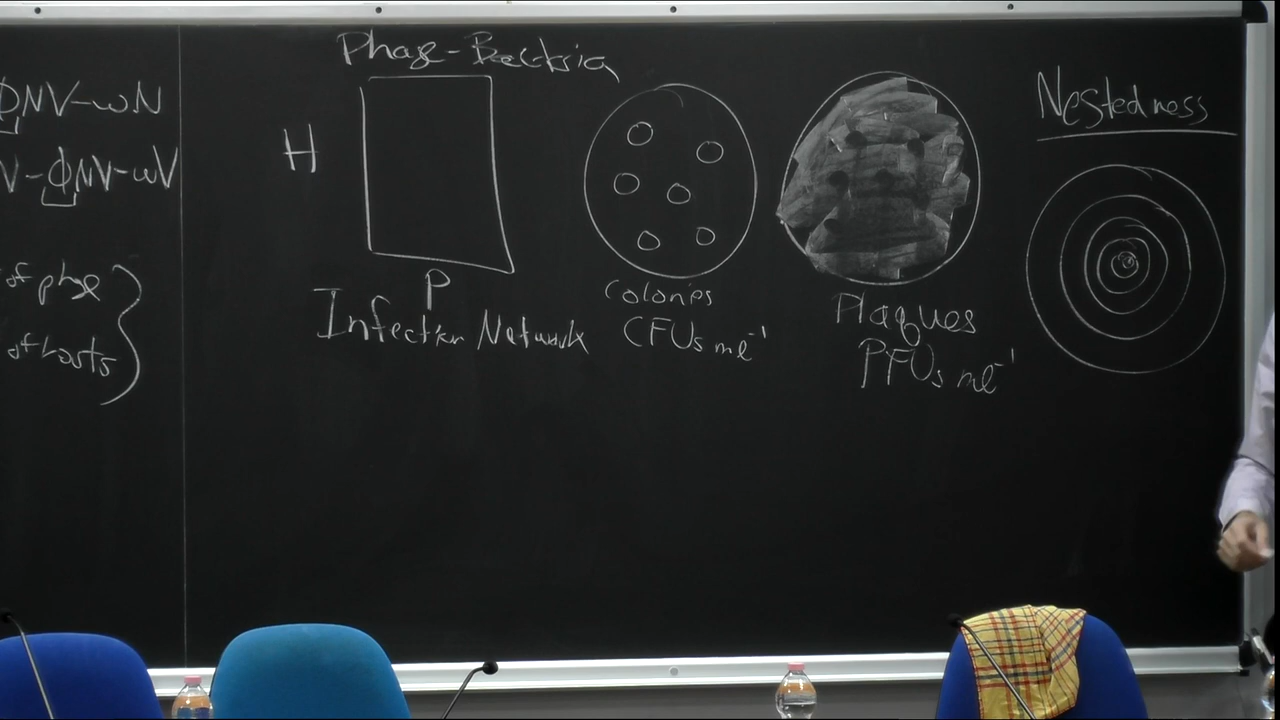 ΦNV-ωN
V-ΦNV-ωV
of phage
of hosts
Phage-Bacteria
H
P
Infection Network
Colonies
CFUs ml⁻¹
Plaques
PFUs ml⁻¹
Nestedness